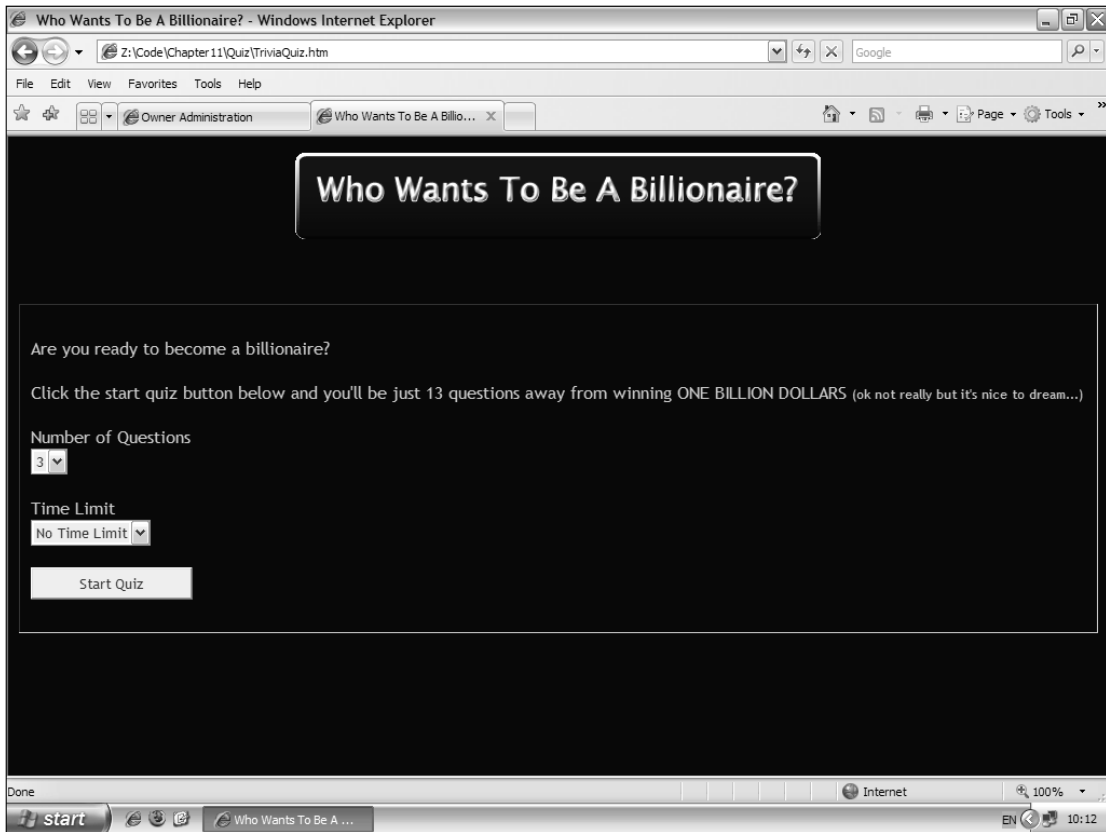 Who Wants To Be A Billionaire? - Windows Internet Explorer
Z:\Code\Chapter11\Quiz\TriviaQuiz.htm
Google
File Edit View Favorites Tools Help
Owner Administration
Who Wants To Be A Billio...
Page
Tools
»
Who Wants To Be A Billionaire?
Are you ready to become a billionaire?
Click the start quiz button below and you'll be just 13 questions away from winning ONE BILLION DOLLARS (ok not really but it's nice to dream...)
Number of Questions
3
Time Limit
No Time Limit
Start Quiz
Done
Internet
100%
start
Who Wants To Be A ...
EN
10:12